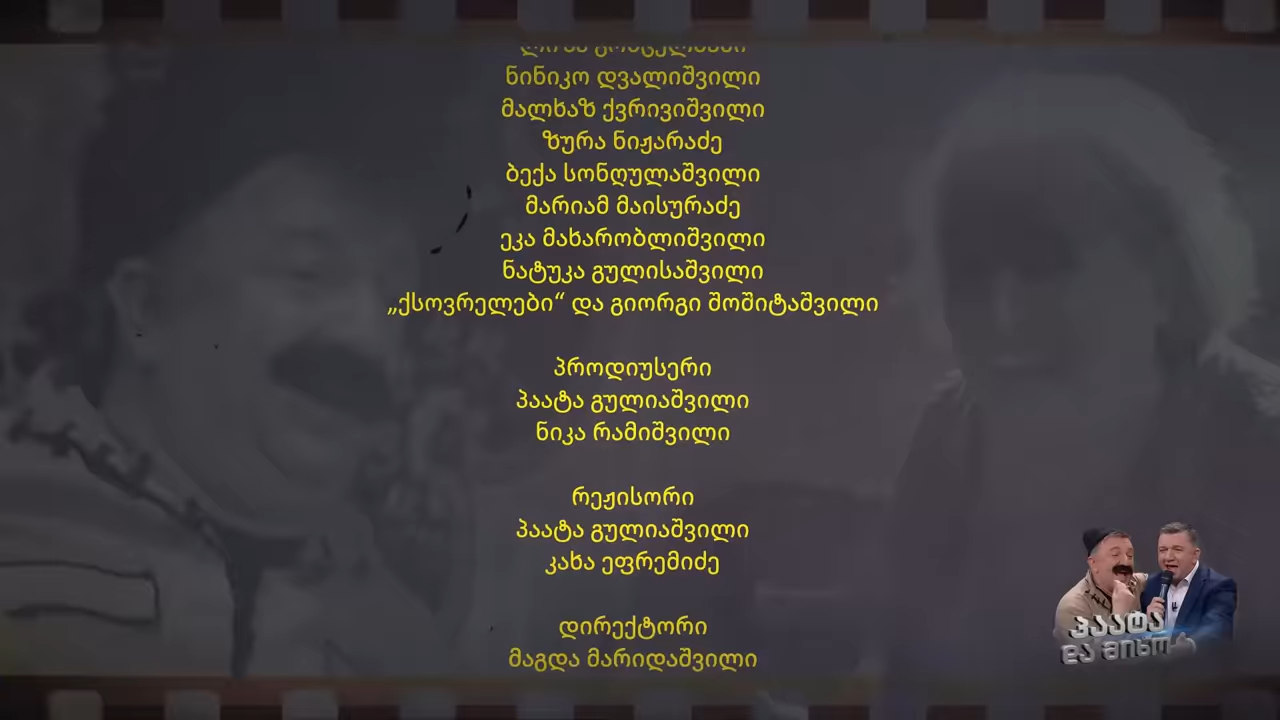 ნინიკო დვალიშვილი
მალხაზ ქვრივიშვილი
ზურა ნიჟარაძე
ბექა სონღულაშვილი
მარიამ მაისურაძე
ეკა მახარობლიშვილი
ნატუკა გულისაშვილი
„ქსოვრელები“ და გიორგი შოშიტაშვილი
პროდიუსერი
პაატა გულიაშვილი
ნიკა რამიშვილი
რეჟისორი
პაატა გულიაშვილი
კახა ეფრემიძე
დირექტორი
მაგდა მარიდაშვილი
პაატა
და